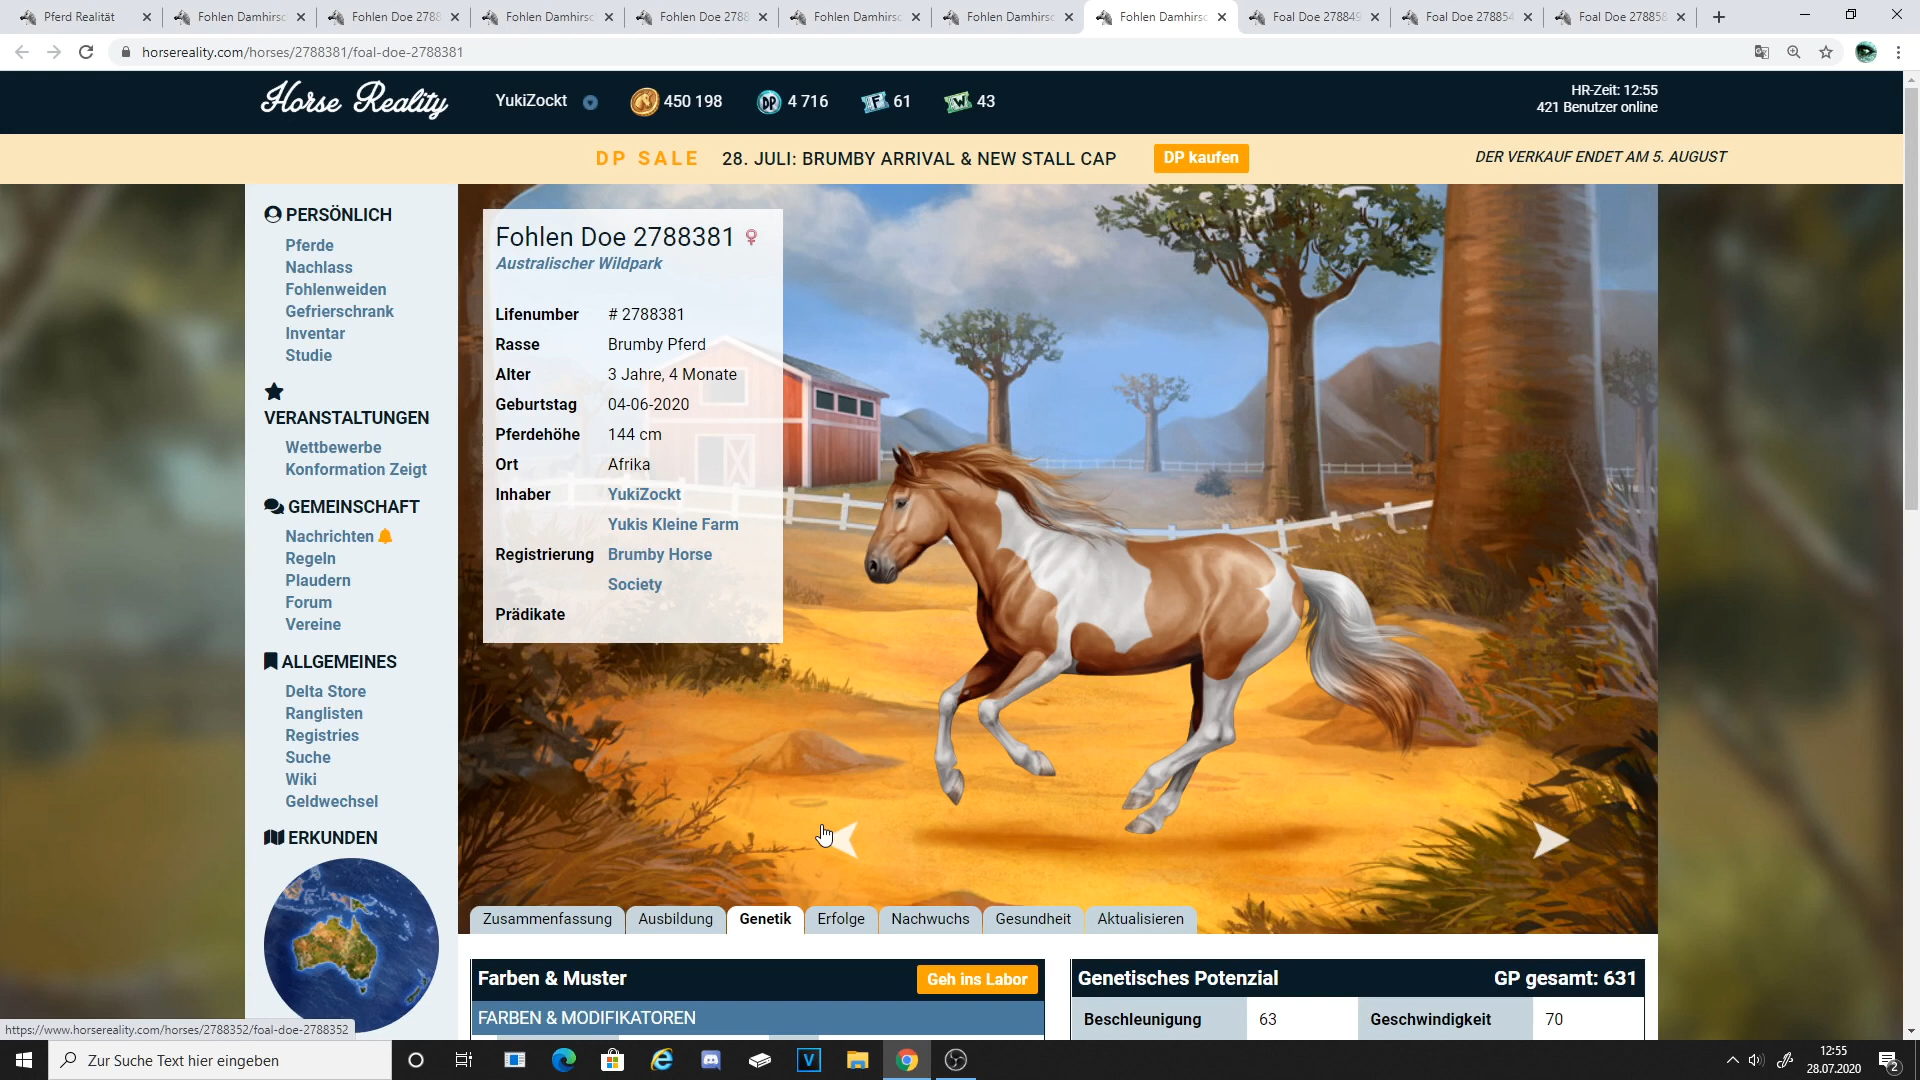 Pferd Realität
Fohlen Damhirsc
Fohlen Doe 2788
Fohlen Damhirsc
Fohlen Doe 2788
Fohlen Damhirsc
Fohlen Damhirsc
Fohlen Damhirsc
Foal Doe 278849
Foal Doe 278854
Foal Doe 278858
horsereality.com/horses/2788381/foal-doe-2788381
Horse Reality
YukiZockt
450 198
DP
4 716
F
61
W
43
HR-Zeit: 12:55
421 Benutzer online
DP SALE
28. JULI: BRUMBY ARRIVAL & NEW STALL CAP
DP kaufen
DER VERKAUF ENDET AM 5. AUGUST
PERSÖNLICH
Pferde
Nachlass
Fohlenweiden
Gefrierschrank
Inventar
Studie
VERANSTALTUNGEN
Wettbewerbe
Konformation Zeigt
GEMEINSCHAFT
Nachrichten
Regeln
Plaudern
Forum
Vereine
ALLGEMEINES
Delta Store
Ranglisten
Registries
Suche
Wiki
Geldwechsel
ERKUNDEN
Fohlen Doe 2788381
Australischer Wildpark
Lifenumber # 2788381
Rasse Brumby Pferd
Alter 3 Jahre, 4 Monate
Geburtstag 04-06-2020
Pferdehöhe 144 cm
Ort Afrika
Inhaber YukiZockt
Yukis Kleine Farm
Registrierung Brumby Horse
Society
Prädikate
Zusammenfassung
Ausbildung
Genetik
Erfolge
Nachwuchs
Gesundheit
Aktualisieren
Farben & Muster
Geh ins Labor
FARBEN & MODIFIKATOREN
Genetisches Potenzial
GP gesamt: 631
Beschleunigung 63
Geschwindigkeit 70
https://www.horsereality.com/horses/2788352/foal-doe-2788352
Zur Suche Text hier eingeben
V
12:55
28.07.2020
2